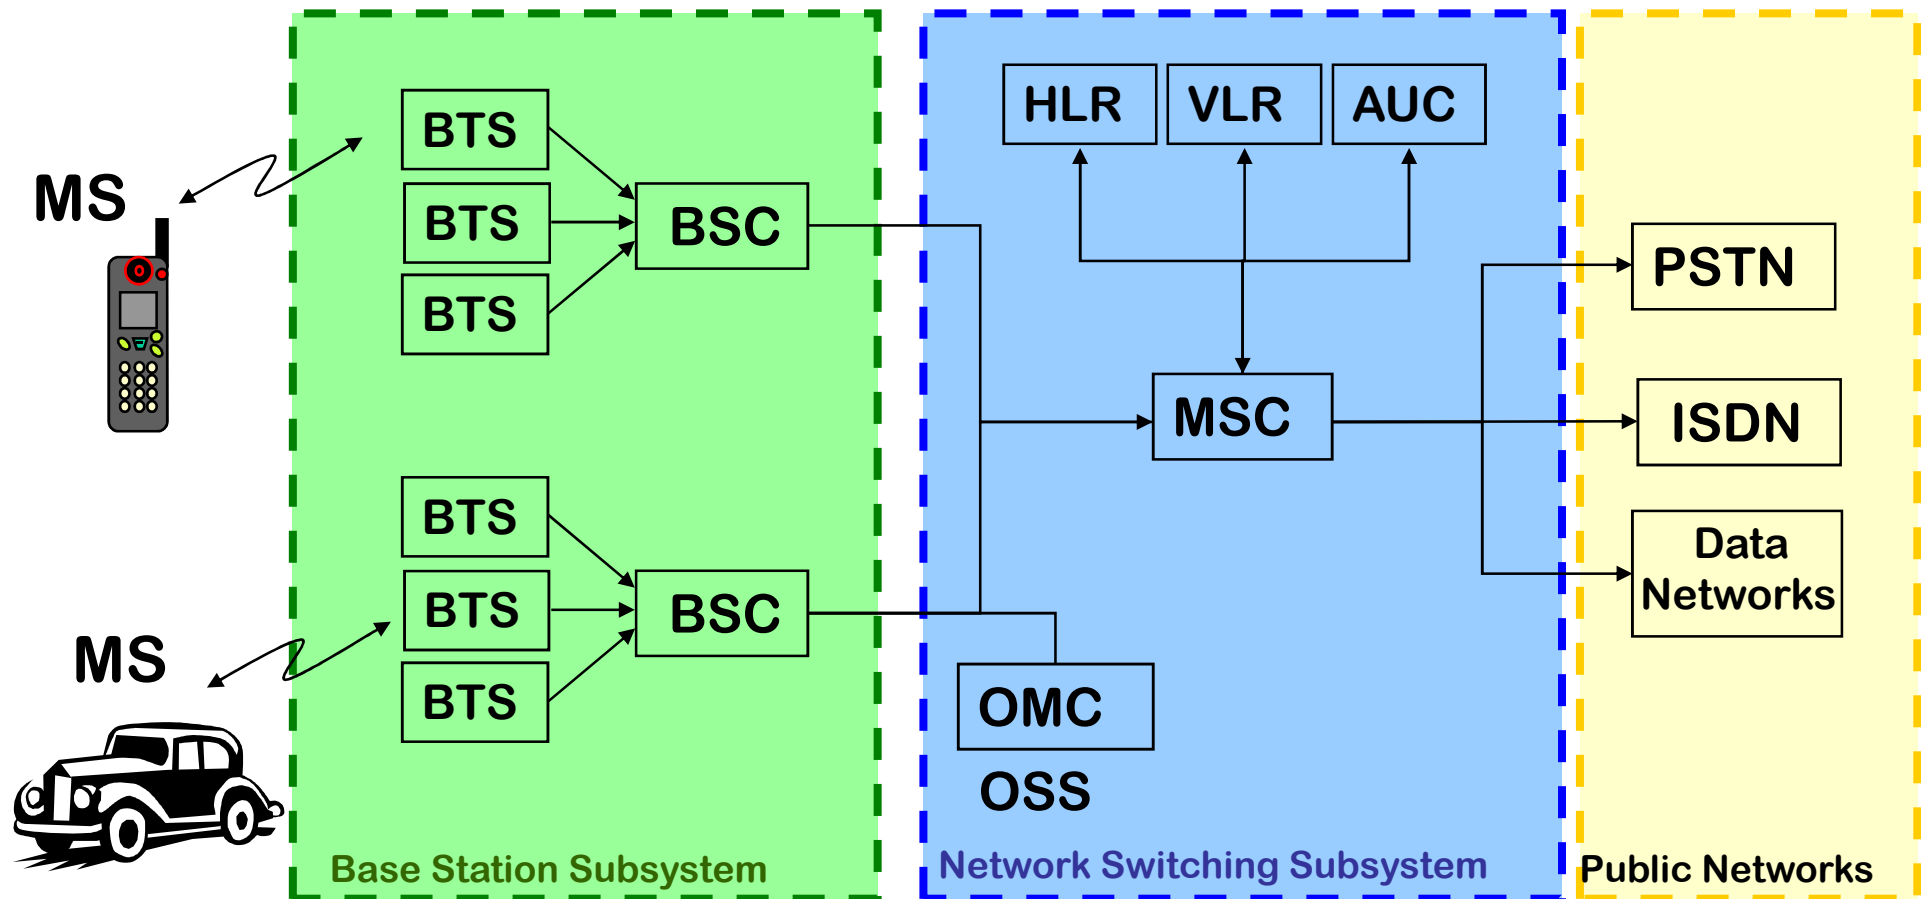 MS
BTS
BTS
BTS
BSC
MS
BTS
BTS
BTS
BSC
Base Station Subsystem
HLR
VLR
AUC
MSC
OMC
OSS
Network Switching Subsystem
PSTN
ISDN
Data
Networks
Public Networks